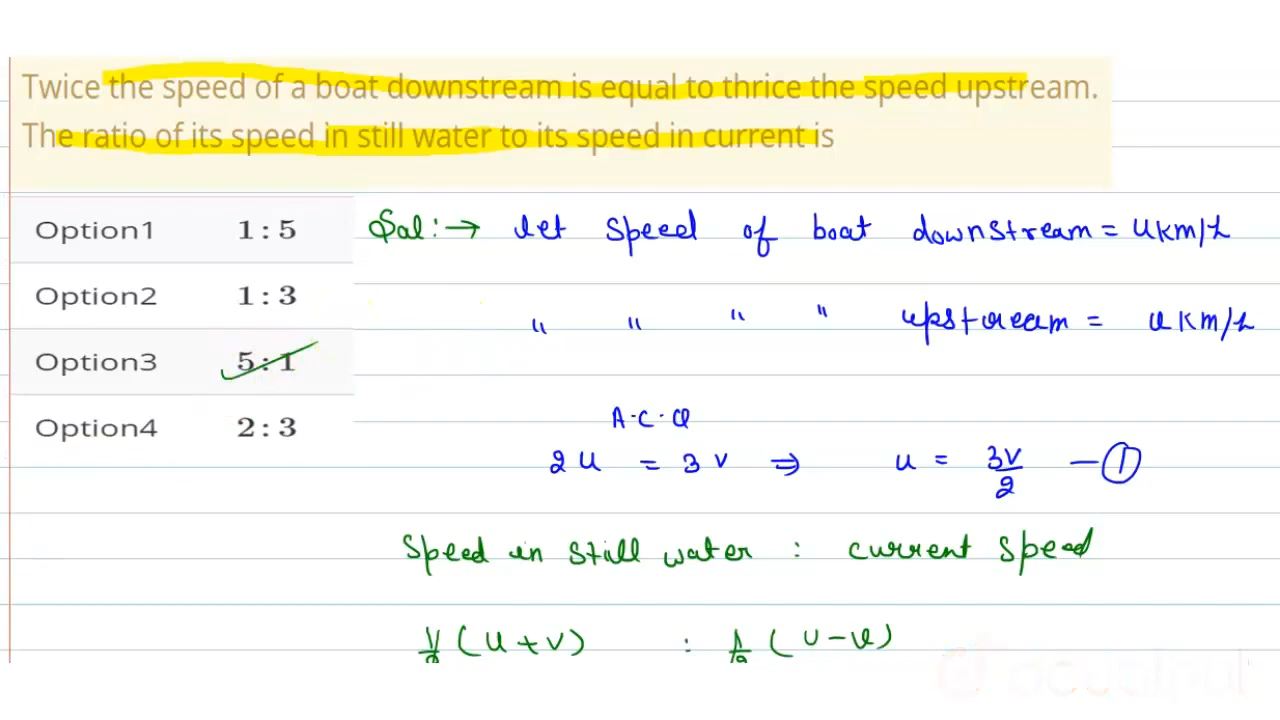 Twice the speed of a boat downstream is equal to thrice the speed upstream.
The ratio of its speed in still water to its speed in current is
Option1 1 : 5
Option2 1 : 3
Option3 5 : 1
Option4 2 : 3
Sol :→ let speed of boat downstream = u km/h
" " " " upstream = v km/h
A·C·Q
2u = 3v ⇒ u = 3v/2 —①
Speed in still water : current speed
1/2 (u + v) : 1/2 (u - v)